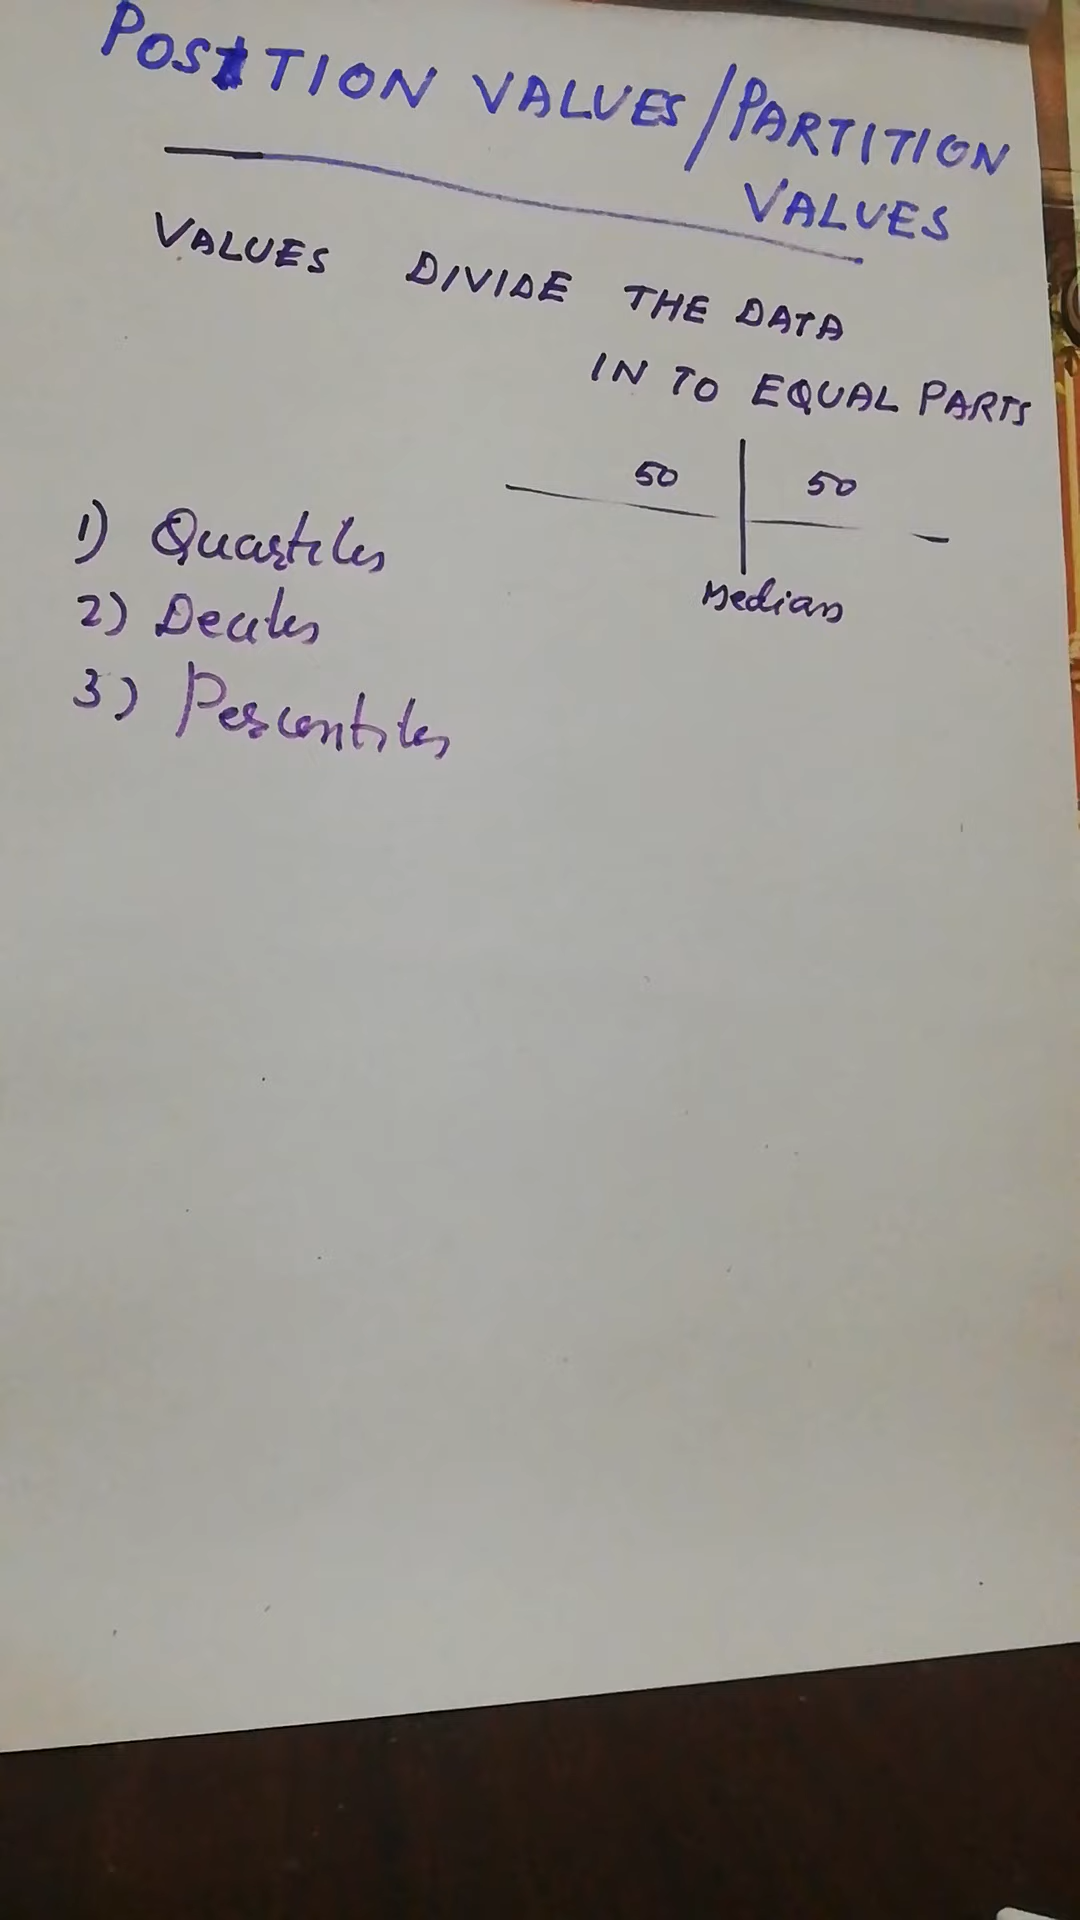 POSITION VALUES/PARTITION
VALUES
VALUES DIVIDE THE DATA
IN TO EQUAL PARTS
50 50
Median
1) Quartiles
2) Deciles
3) Percentiles